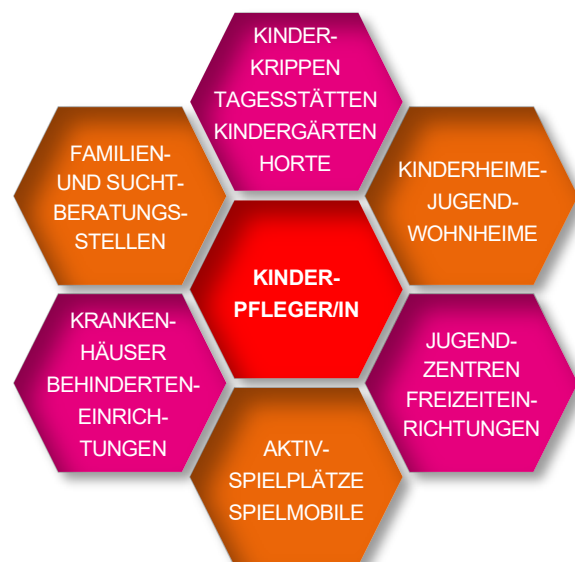 KINDER-
KRIPPEN
TAGESSTÄTTEN
KINDERGÄRTEN
HORTE
FAMILIEN-
UND SUCHT-
BERATUNGS-
STELLEN
KINDERHEIME-
JUGEND-
WOHNHEIME
KINDER-
PFLEGER/IN
KRANKEN-
HÄUSER
BEHINDERTEN-
EINRICH-
TUNGEN
JUGEND-
ZENTREN
FREIZEITEIN-
RICHTUNGEN
AKTIV-
SPIELPLÄTZE
SPIELMOBILE